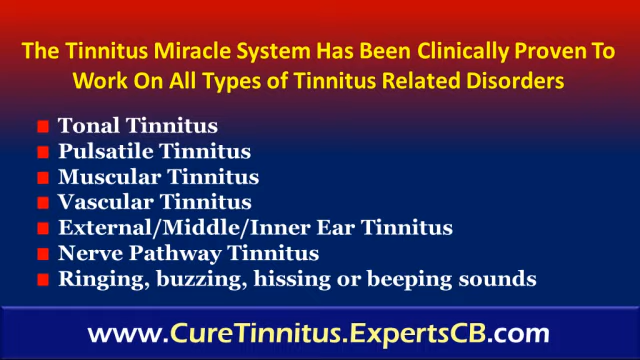 The Tinnitus Miracle System Has Been Clinically Proven To
Work On All Types of Tinnitus Related Disorders
Tonal Tinnitus
Pulsatile Tinnitus
Muscular Tinnitus
Vascular Tinnitus
External/Middle/Inner Ear Tinnitus
Nerve Pathway Tinnitus
Ringing, buzzing, hissing or beeping sounds
www.CureTinnitus.ExpertsCB.com